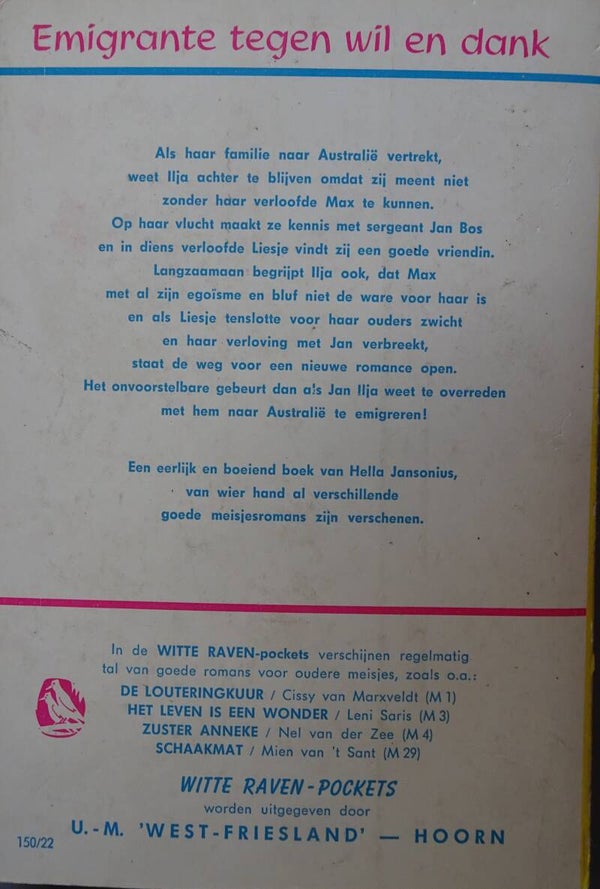 Emigrante tegen wil en dank
Als haar familie naar Australië vertrekt,
weet Ilja achter te blijven omdat zij meent niet
zonder haar verloofde Max te kunnen.
Op haar vlucht maakt ze kennis met sergeant Jan Bos
en in diens verloofde Liesje vindt zij een goede vriendin.
Langzaamaan begrijpt Ilja ook, dat Max
met al zijn egoïsme en bluf niet de ware voor haar is
en als Liesje tenslotte voor haar ouders zwicht
en haar verloving met Jan verbreekt,
staat de weg voor een nieuwe romance open.
Het onvoorstelbare gebeurt dan als Jan Ilja weet te overreden
met hem naar Australië te emigreren!
Een eerlijk en boeiend boek van Hella Jansonius,
van wier hand al verschillende
goede meisjesromans zijn verschenen.
In de WITTE RAVEN-pockets verschijnen regelmatig
tal van goede romans voor oudere meisjes, zoals o.a.:
DE LOUTERINGKUUR / Cissy van Marxveldt (M 1)
HET LEVEN IS EEN WONDER / Leni Saris (M 3)
ZUSTER ANNEKE / Nel van der Zee (M 4)
SCHAAKMAT / Mien van 't Sant (M 29)
WITTE RAVEN-POCKETS
worden uitgegeven door
U.-M. 'WEST-FRIESLAND' — HOORN
150/22